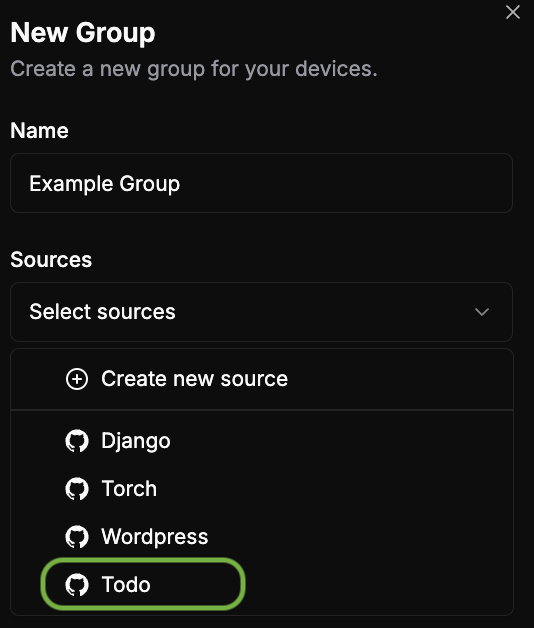 New Group
Create a new group for your devices.
Name
Example Group
Sources
Select sources
Create new source
Django
Torch
Wordpress
Todo